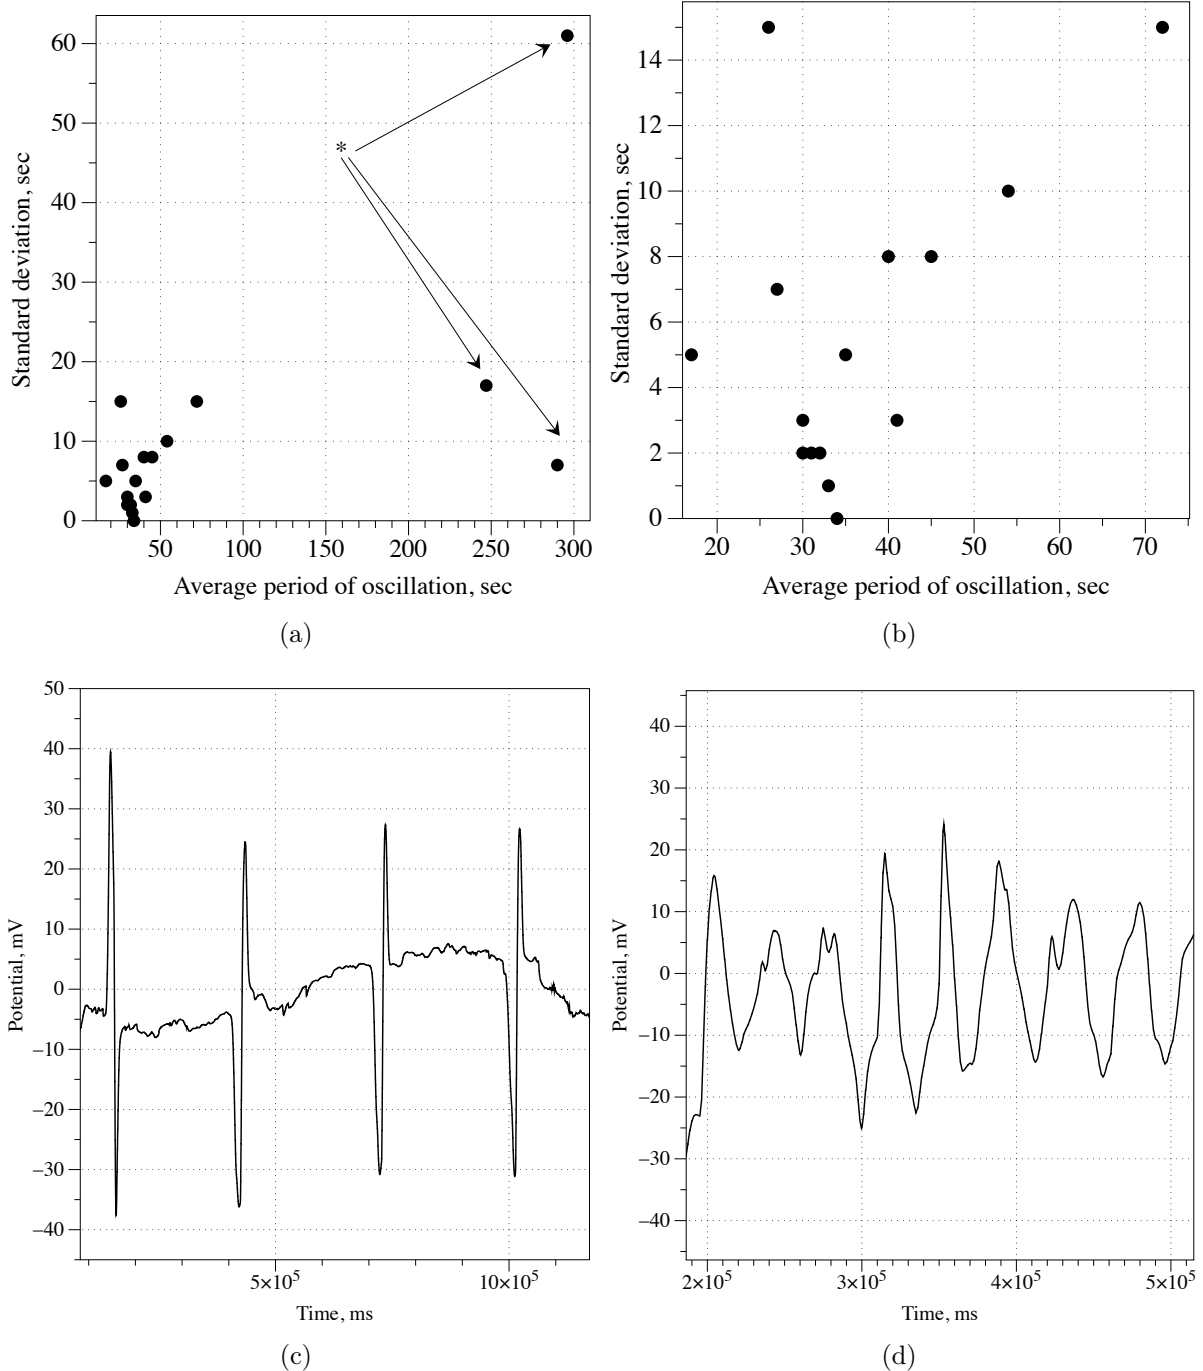 60
50
40
30
20
10
0
Standard deviation, sec
*
50 100 150 200 250 300
Average period of oscillation, sec
(a)
14
12
10
8
6
4
2
0
Standard deviation, sec
20 30 40 50 60 70
Average period of oscillation, sec
(b)
50
40
30
20
10
0
−10
−20
−30
−40
Potential, mV
5×10⁵ 10×10⁵
Time, ms
(c)
40
30
20
10
0
−10
−20
−30
−40
Potential, mV
2×10⁵ 3×10⁵ 4×10⁵ 5×10⁵
Time, ms
(d)